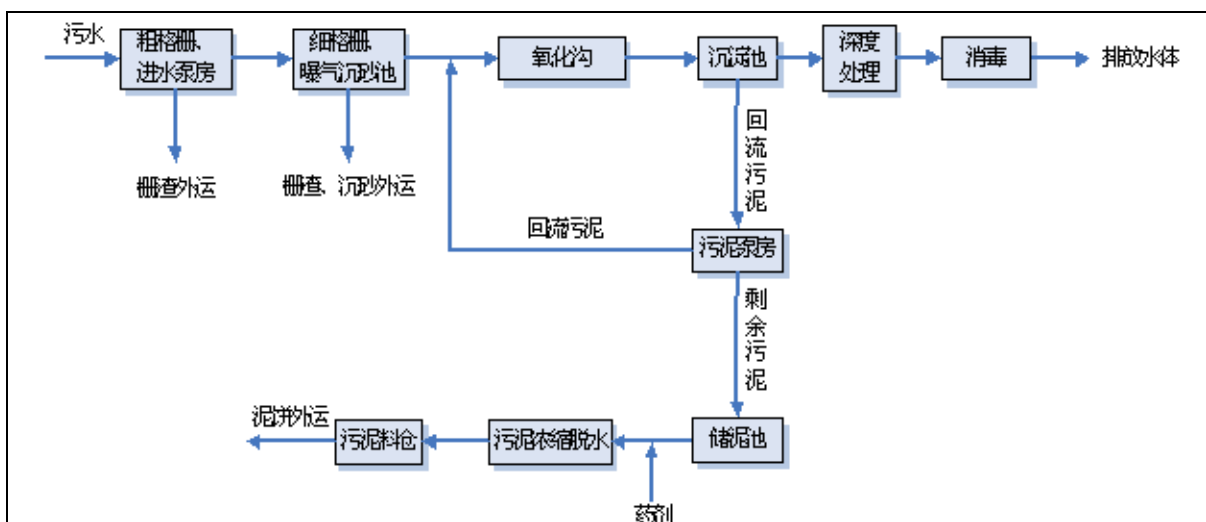 污水
粗格栅、
进水泵房
细格栅、
曝气沉砂池
氧化沟
沉淀池
深度
处理
消毒
排放水体
栅查外运
栅查、沉砂外运
回流污泥
回流污泥
污泥泵房
剩余污泥
泥饼外运
污泥料仓
污泥浓缩脱水
储泥池
药剂